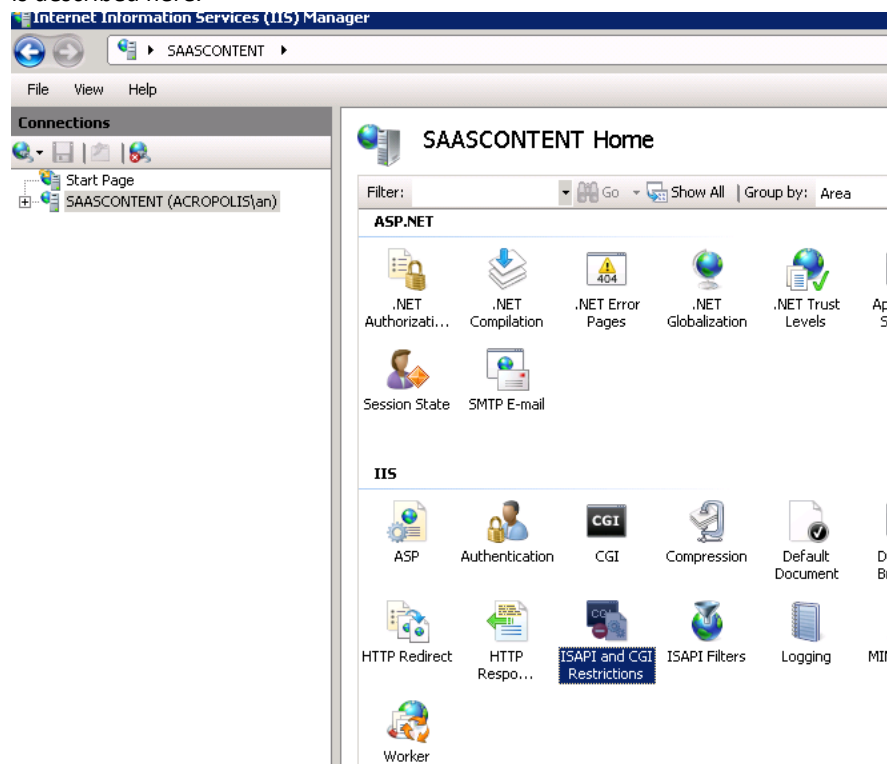 is described here.
Internet Information Services (IIS) Manager
SAASCONTENT
File View Help
Connections
SAASCONTENT Home
Start Page
SAASCONTENT (ACROPOLIS\an)
Filter: Go Show All Group by: Area
ASP.NET
404
.NET Authorizati...
.NET Compilation
.NET Error Pages
.NET Globalization
.NET Trust Levels
Session State
SMTP E-mail
IIS
CGI
ASP
Authentication
CGI
Compression
Default Document
HTTP Redirect
HTTP Respo...
ISAPI and CGI Restrictions
ISAPI Filters
Logging
Worker